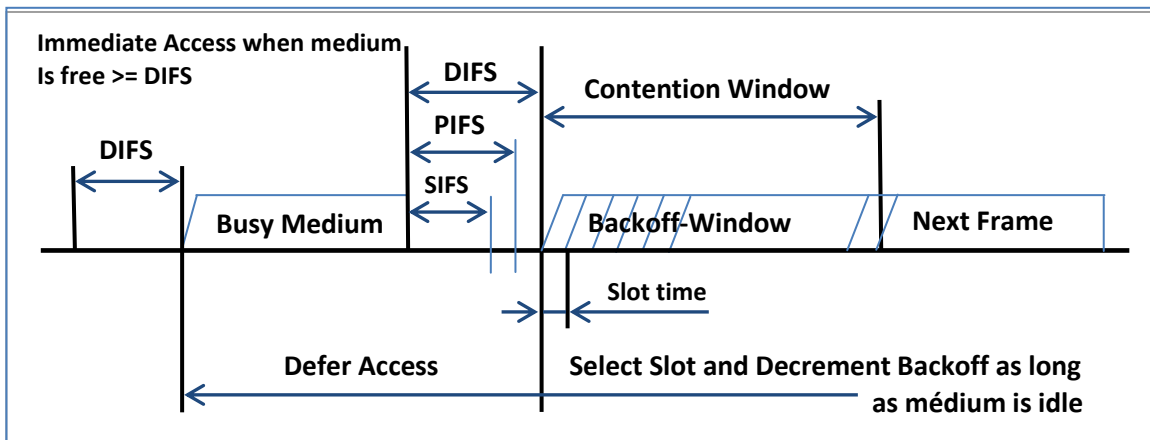 Immediate Access when medium
Is free >= DIFS
DIFS
Contention Window
PIFS
DIFS
SIFS
Busy Medium
Backoff-Window
Next Frame
Slot time
Defer Access
Select Slot and Decrement Backoff as long
as médium is idle